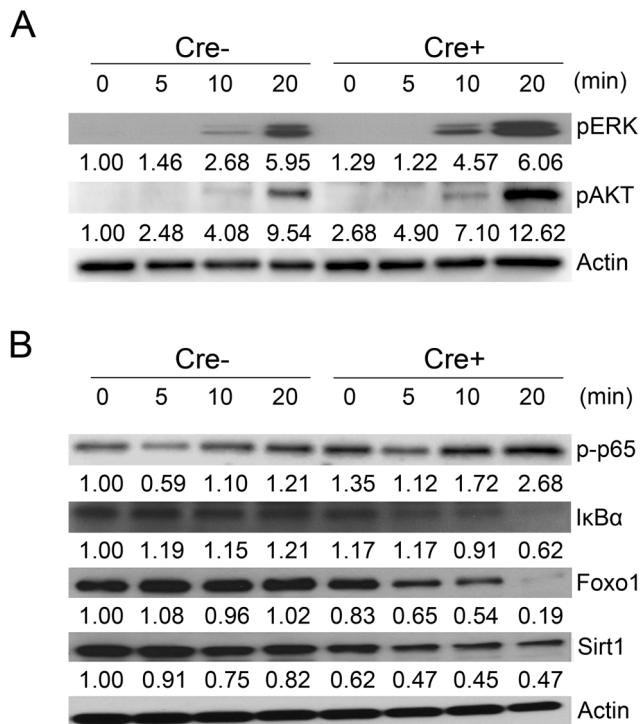 A
Cre- Cre+
0 5 10 20 0 5 10 20 (min)
pERK
1.00 1.46 2.68 5.95 1.29 1.22 4.57 6.06
pAKT
1.00 2.48 4.08 9.54 2.68 4.90 7.10 12.62
Actin
B
Cre- Cre+
0 5 10 20 0 5 10 20 (min)
p-p65
1.00 0.59 1.10 1.21 1.35 1.12 1.72 2.68
IκBα
1.00 1.19 1.15 1.21 1.17 1.17 0.91 0.62
Foxo1
1.00 1.08 0.96 1.02 0.83 0.65 0.54 0.19
Sirt1
1.00 0.91 0.75 0.82 0.62 0.47 0.45 0.47
Actin